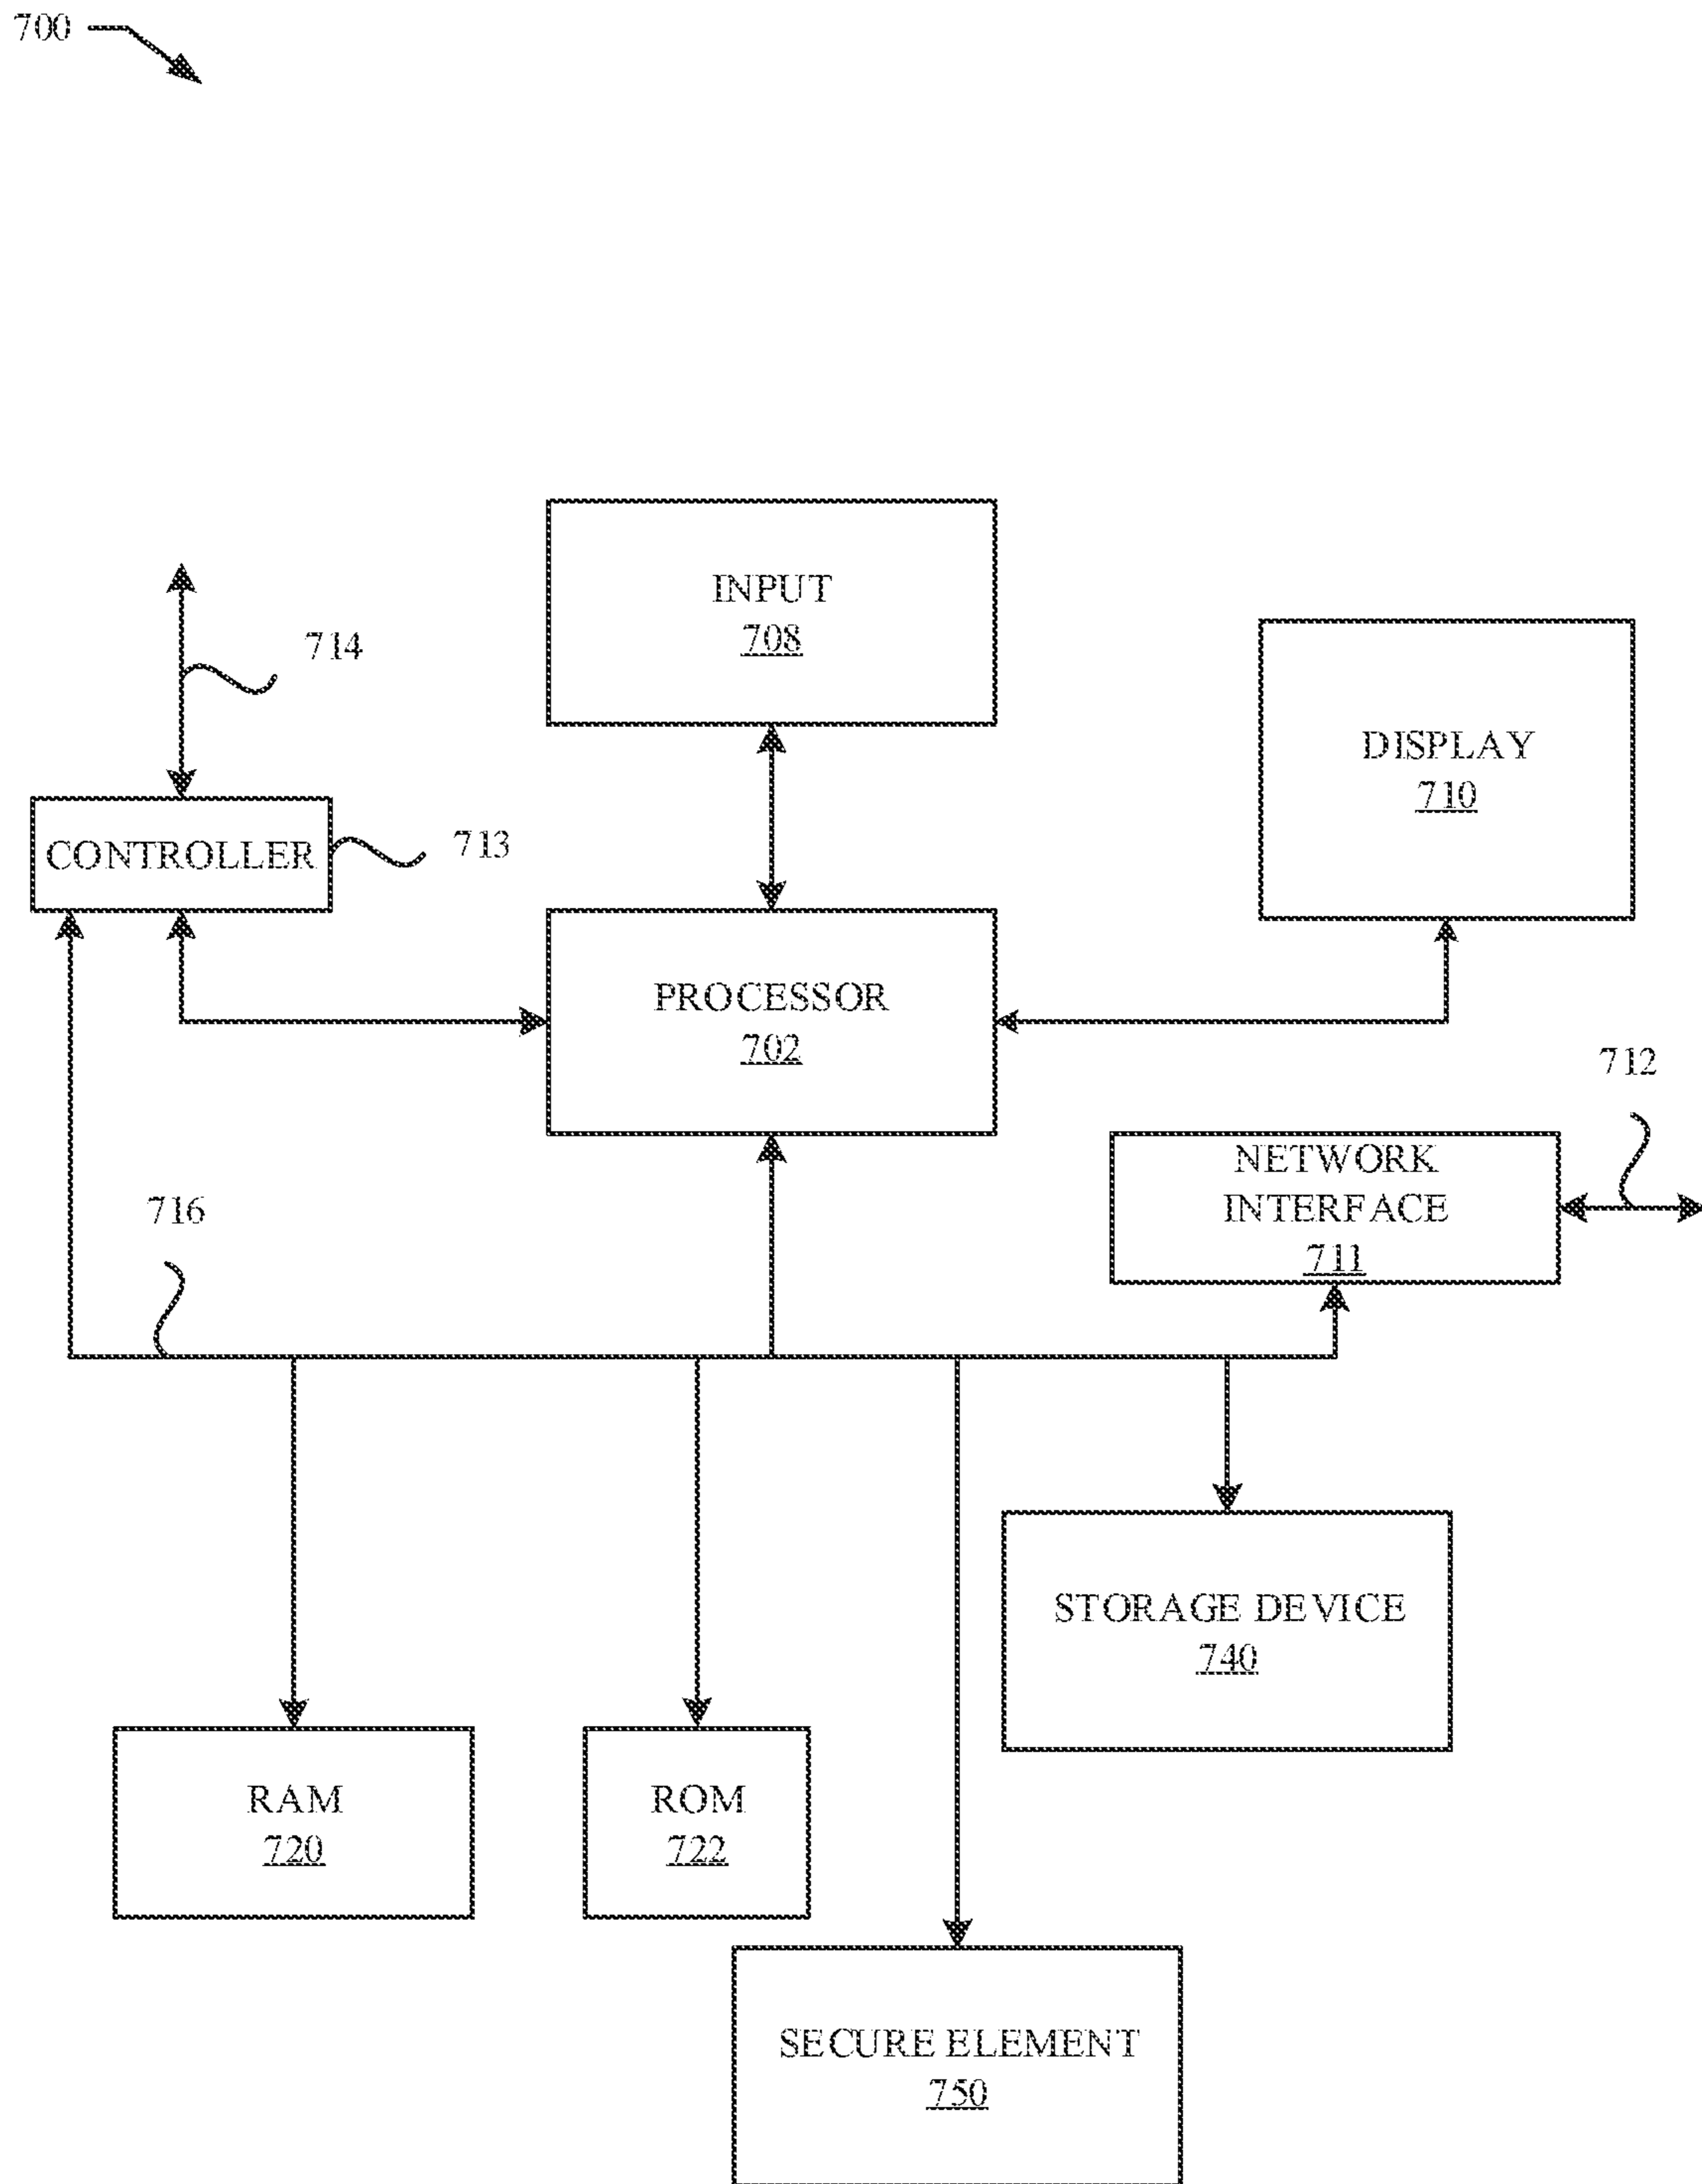 700
INPUT
708
714
DISPLAY
710
CONTROLLER
713
PROCESSOR
702
712
NETWORK
INTERFACE
711
716
STORAGE DEVICE
740
RAM
720
ROM
722
SECURE ELEMENT
750